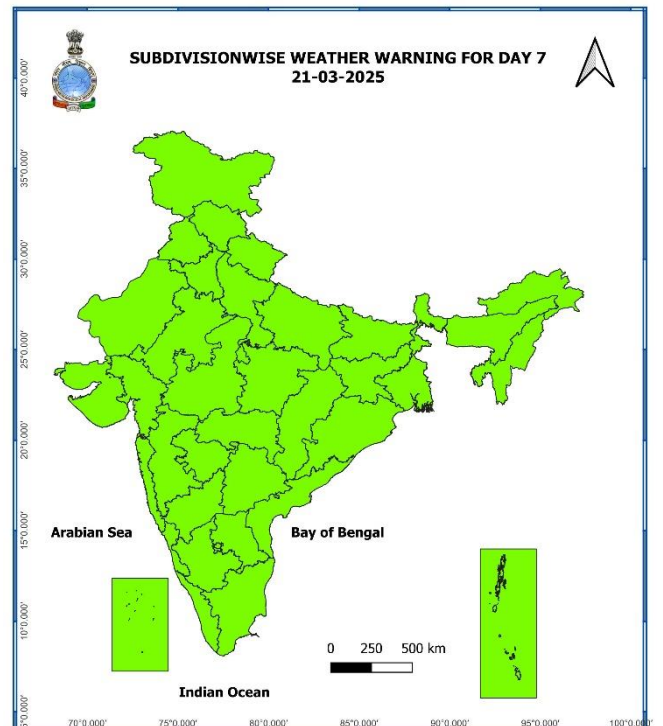 SUBDIVISIONWISE WEATHER WARNING FOR DAY 7
21-03-2025
40°0.000'
35°0.000'
30°0.000'
25°0.000'
20°0.000'
15°0.000'
10°0.000'
5°0.000'
Arabian Sea
Bay of Bengal
0 250 500 km
Indian Ocean
70°0.000' 75°0.000' 80°0.000' 85°0.000' 90°0.000' 95°0.000' 100°0.000'